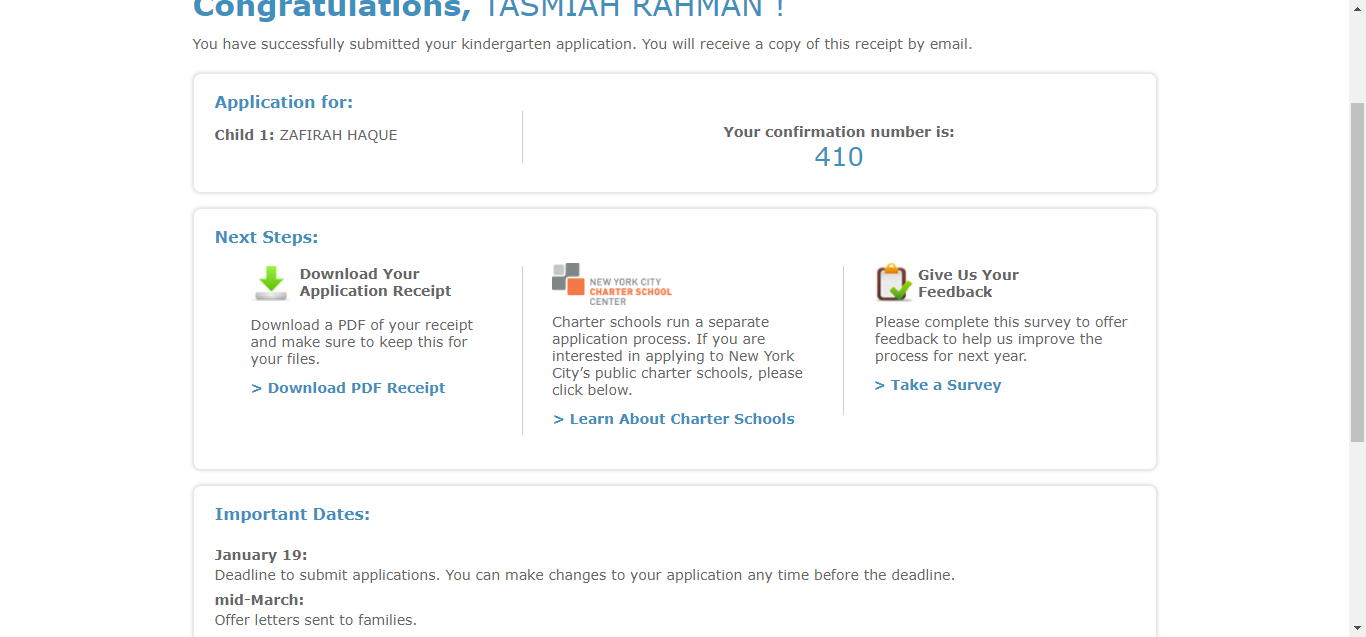 Congratulations, TASMIAH RAHMAN !
You have successfully submitted your kindergarten application. You will receive a copy of this receipt by email.
Application for:
Child 1: ZAFIRAH HAQUE
Your confirmation number is:
410
Next Steps:
Download Your
Application Receipt
Download a PDF of your receipt
and make sure to keep this for
your files.
> Download PDF Receipt
NEW YORK CITY
CHARTER SCHOOL
CENTER
Charter schools run a separate
application process. If you are
interested in applying to New York
City's public charter schools, please
click below.
> Learn About Charter Schools
Give Us Your
Feedback
Please complete this survey to offer
feedback to help us improve the
process for next year.
> Take a Survey
Important Dates:
January 19:
Deadline to submit applications. You can make changes to your application any time before the deadline.
mid-March:
Offer letters sent to families.